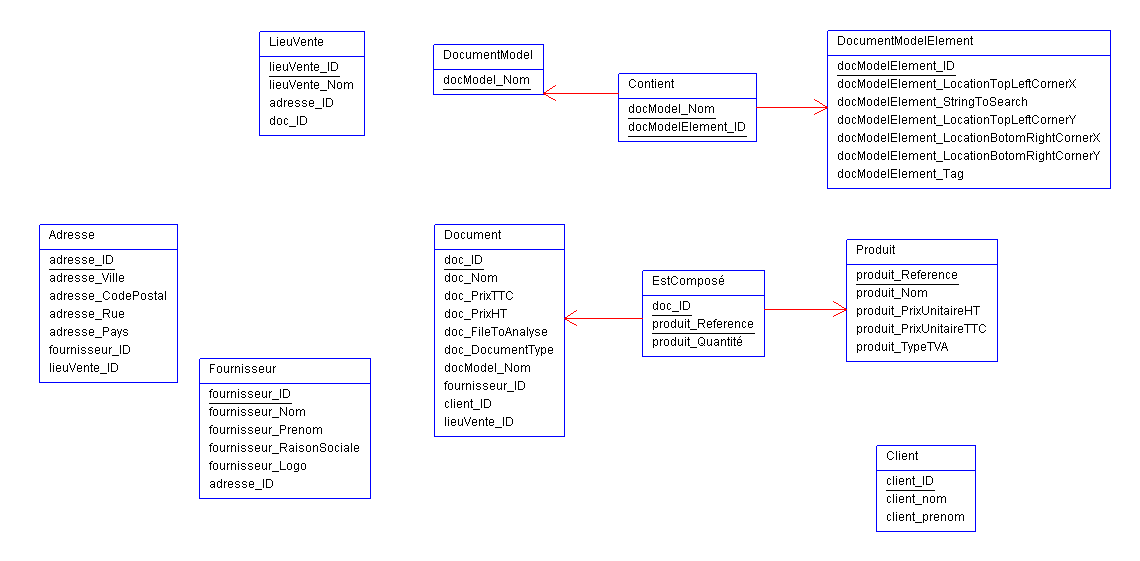 LieuVente
lieuVente_ID
lieuVente_Nom
adresse_ID
doc_ID
DocumentModel
docModel_Nom
Contient
docModel_Nom
docModelElement_ID
DocumentModelElement
docModelElement_ID
docModelElement_LocationTopLeftCornerX
docModelElement_StringToSearch
docModelElement_LocationTopLeftCornerY
docModelElement_LocationBotomRightCornerX
docModelElement_LocationBotomRightCornerY
docModelElement_Tag
Adresse
adresse_ID
adresse_Ville
adresse_CodePostal
adresse_Rue
adresse_Pays
fournisseur_ID
lieuVente_ID
Fournisseur
fournisseur_ID
fournisseur_Nom
fournisseur_Prenom
fournisseur_RaisonSociale
fournisseur_Logo
adresse_ID
Document
doc_ID
doc_Nom
doc_PrixTTC
doc_PrixHT
doc_FileToAnalyse
doc_DocumentType
docModel_Nom
fournisseur_ID
client_ID
lieuVente_ID
EstComposé
doc_ID
produit_Reference
produit_Quantité
Produit
produit_Reference
produit_Nom
produit_PrixUnitaireHT
produit_PrixUnitaireTTC
produit_TypeTVA
Client
client_ID
client_nom
client_prenom